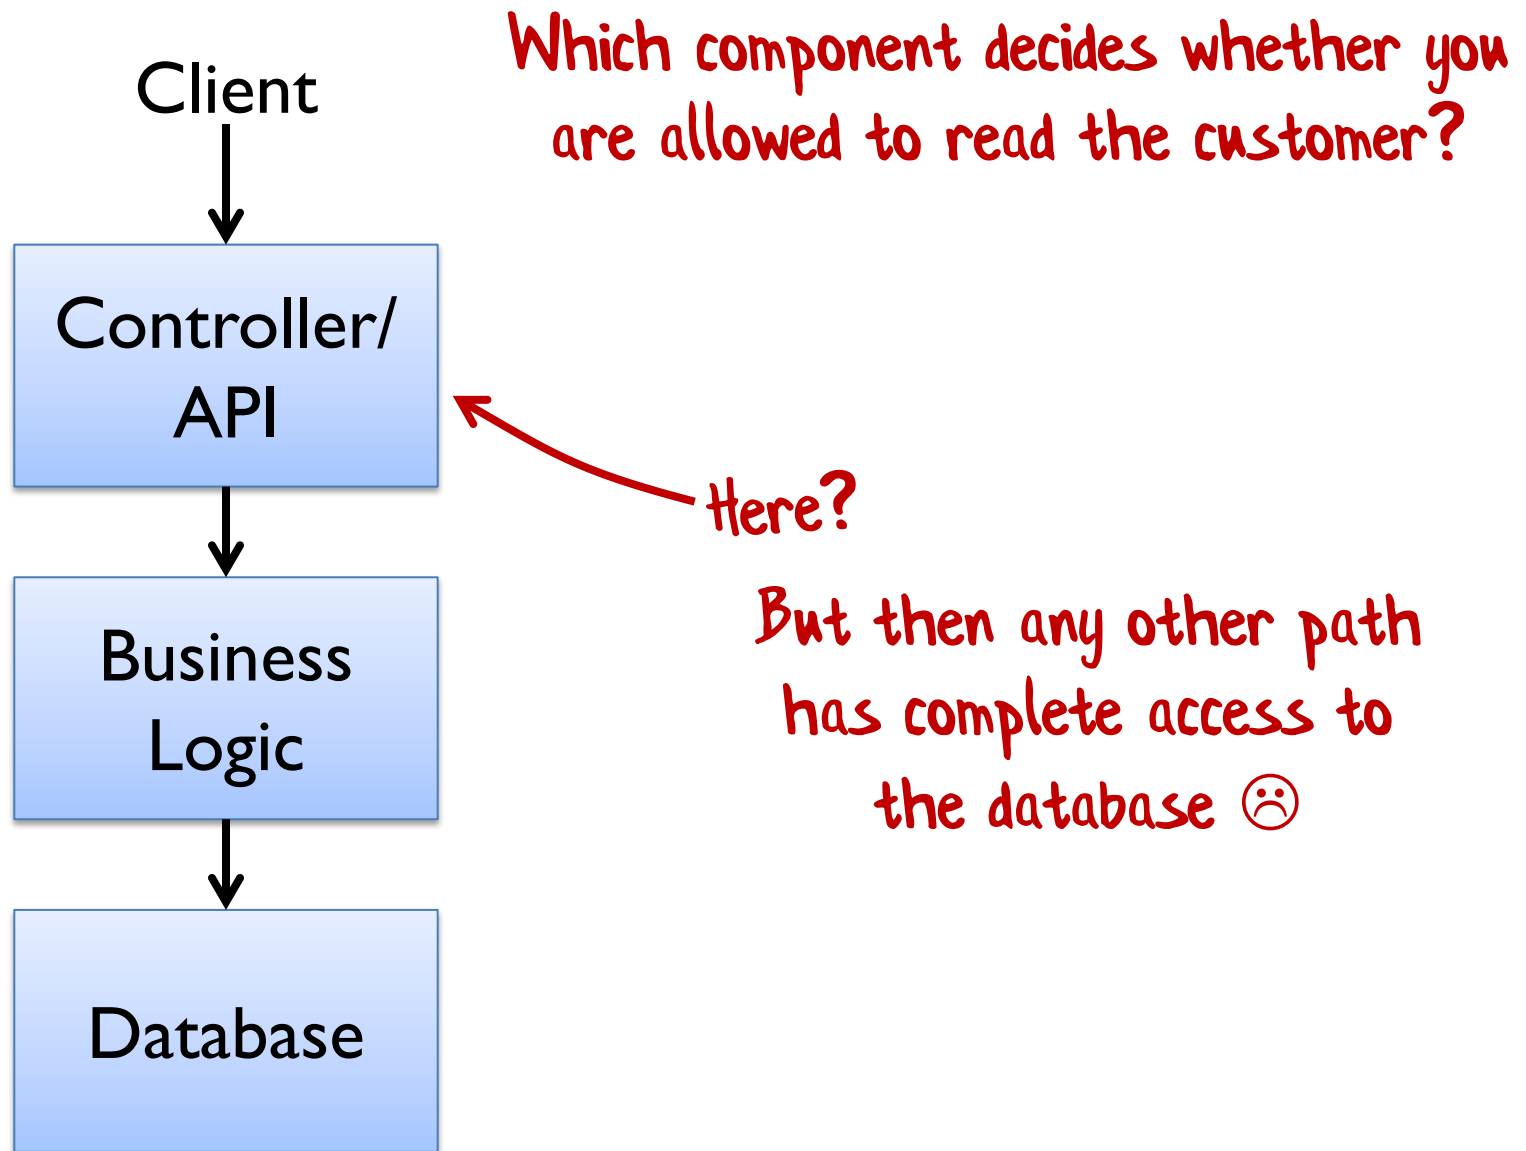 Client
Which component decides whether you
are allowed to read the customer?
Controller/
API
Here?
But then any other path
has complete access to
the database ☹
Business
Logic
Database